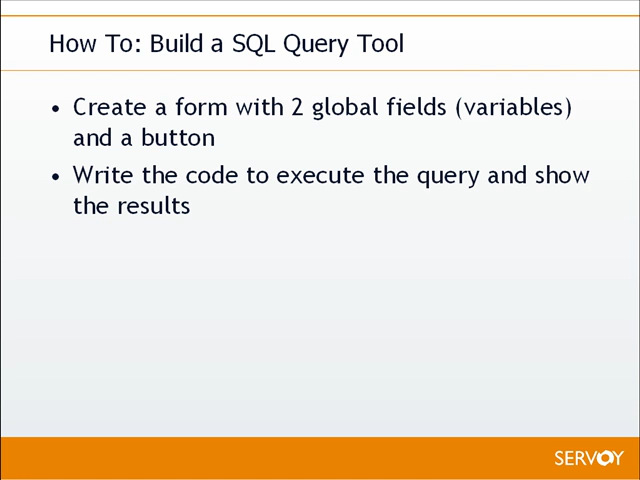 How To: Build a SQL Query Tool
• Create a form with 2 global fields (variables)
and a button
• Write the code to execute the query and show
the results
SERVOY